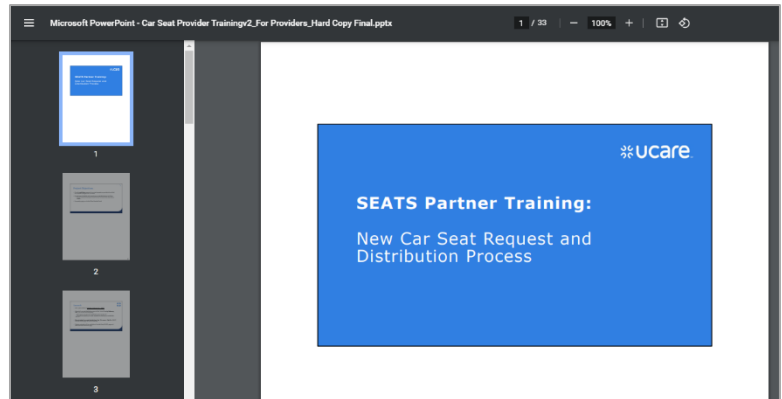 Microsoft PowerPoint - Car Seat Provider Trainingv2_For Providers_Hard Copy Final.pptx
1 / 33
100%
1
2
3
ucare
SEATS Partner Training:
New Car Seat Request and
Distribution Process